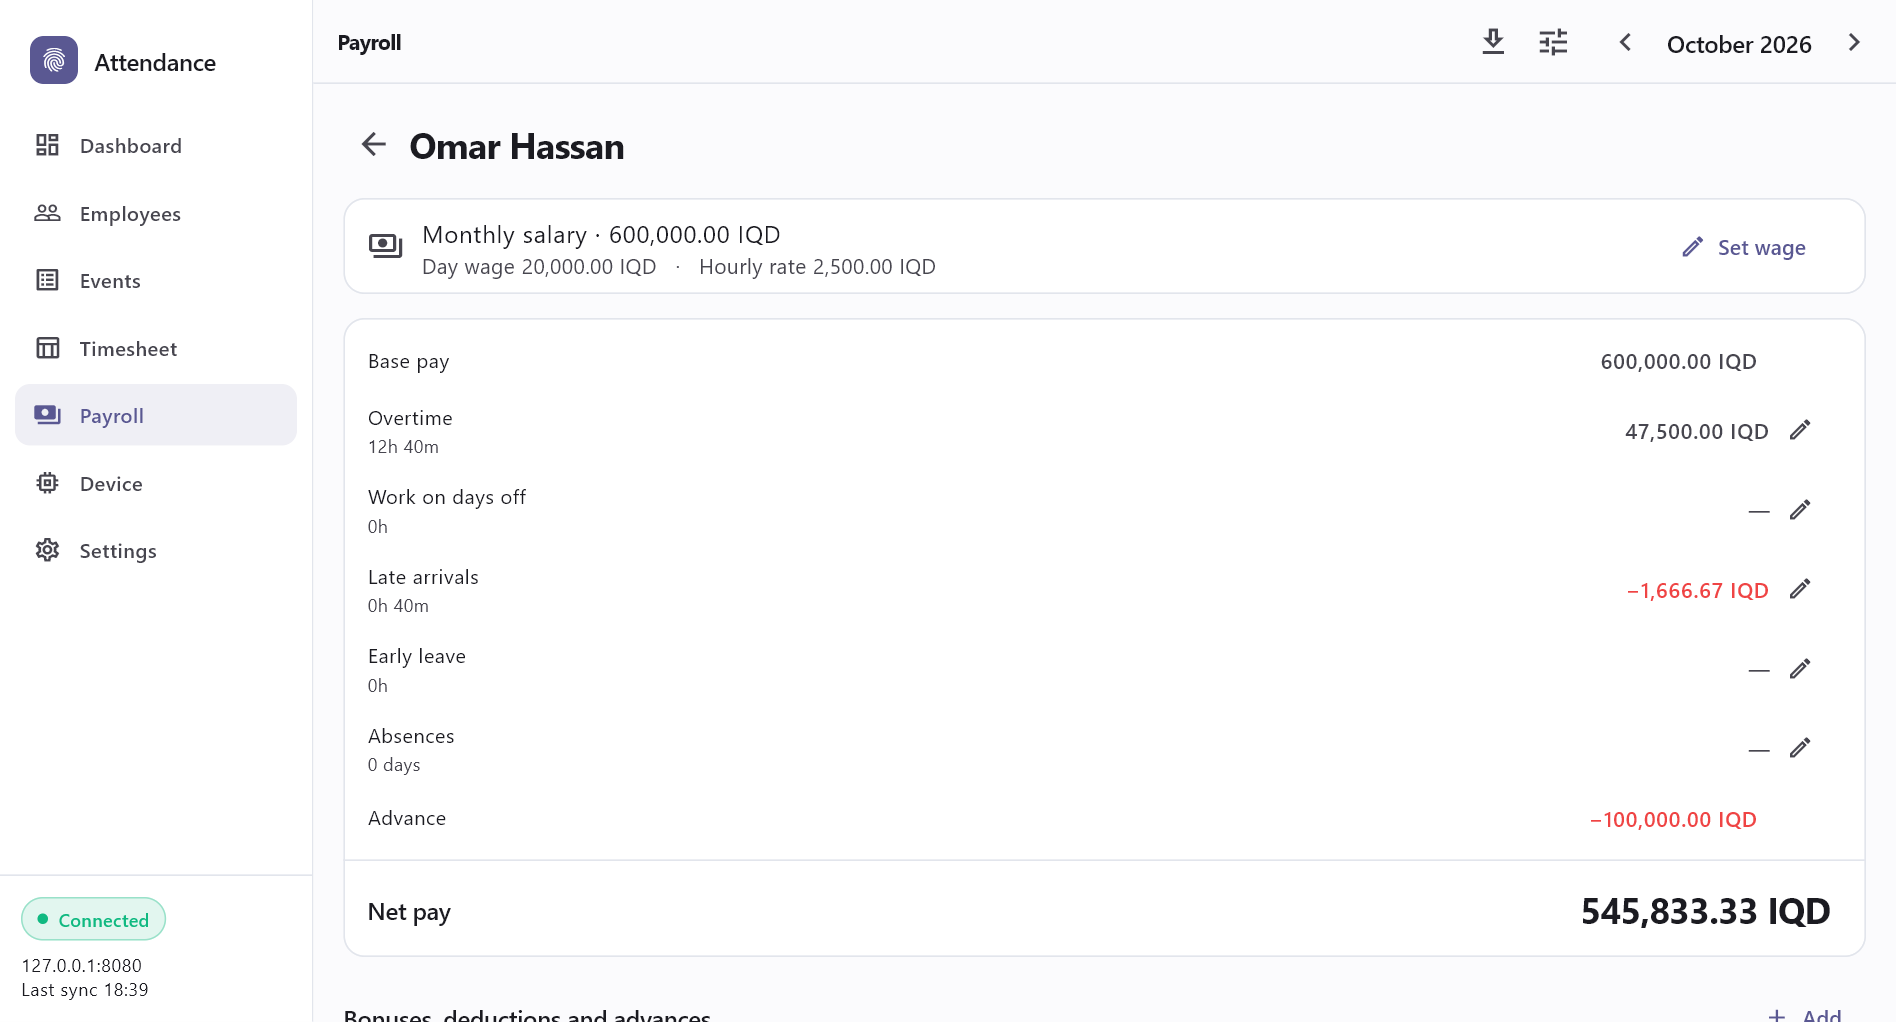 Attendance
Dashboard
Employees
Events
Timesheet
Payroll
Device
Settings
Connected
127.0.0.1:8080
Last sync 18:39
Payroll
October 2026
Omar Hassan
Monthly salary · 600,000.00 IQD
Day wage 20,000.00 IQD · Hourly rate 2,500.00 IQD
Set wage
Base pay 600,000.00 IQD
Overtime
12h 40m
47,500.00 IQD
Work on days off
0h
—
Late arrivals
0h 40m
−1,666.67 IQD
Early leave
0h
—
Absences
0 days
—
Advance −100,000.00 IQD
Net pay 545,833.33 IQD
Bonuses, deductions and advances
+ Add